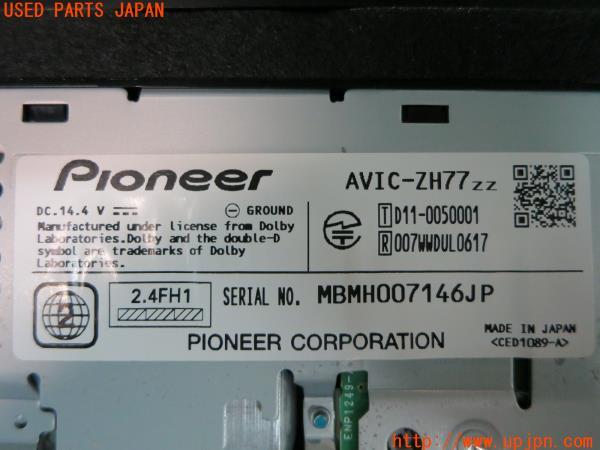 USED PARTS JAPAN
Pioneer
AVIC-ZH77zz
DC.14.4 V
GROUND
Manufactured under license from Dolby
Laboratories.Dolby and the double-D
symbol are trademarks of Dolby
Laboratories.
T D11-0050001
R 007WWDUL0617
2
2.4FH1
SERIAL NO. MBMH007146JP
MADE IN JAPAN
<CED1089-A>
PIONEER CORPORATION
ENP1249-
http://www.upjpn.com